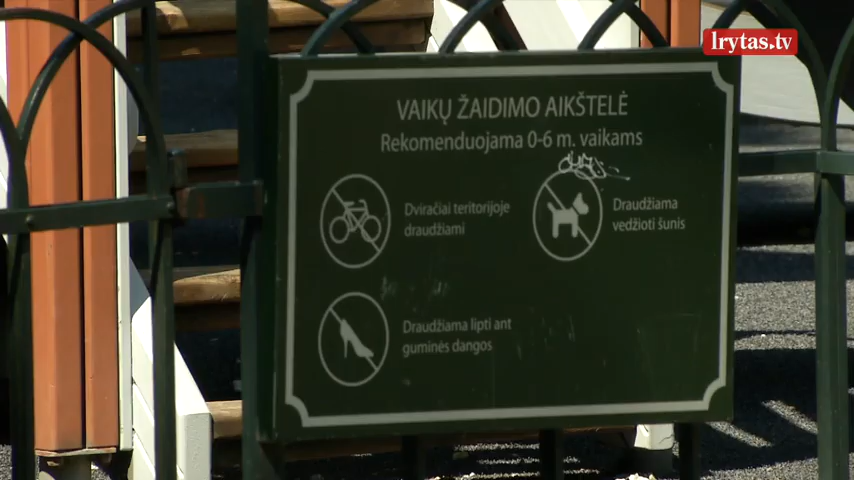 lrytas.tv
VAIKŲ ŽAIDIMO AIKŠTELĖ
Rekomenduojama 0-6 m. vaikams
Dviračiai teritorijoje
draudžiami
Draudžiama
vedžioti šunis
Draudžiama lipti ant
guminės dangos